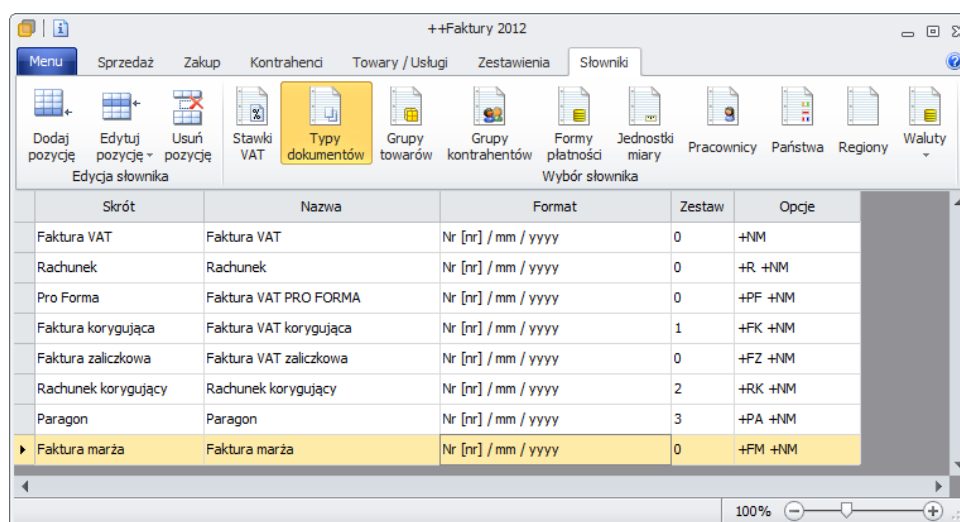 ++Faktury 2012
Menu Sprzedaż Zakup Kontrahenci Towary / Usługi Zestawienia Słowniki
Dodaj pozycję Edytuj pozycję Usuń pozycję Stawki VAT Typy dokumentów Grupy towarów Grupy kontrahentów Formy płatności Jednostki miary Pracownicy Państwa Regiony Waluty
Edycja słownika Wybór słownika
Skrót Nazwa Format Zestaw Opcje
Faktura VAT Faktura VAT Nr [nr] / mm / yyyy 0 +NM
Rachunek Rachunek Nr [nr] / mm / yyyy 0 +R +NM
Pro Forma Faktura VAT PRO FORMA Nr [nr] / mm / yyyy 0 +PF +NM
Faktura korygująca Faktura VAT korygująca Nr [nr] / mm / yyyy 1 +FK +NM
Faktura zaliczkowa Faktura VAT zaliczkowa Nr [nr] / mm / yyyy 0 +FZ +NM
Rachunek korygujący Rachunek korygujący Nr [nr] / mm / yyyy 2 +RK +NM
Paragon Paragon Nr [nr] / mm / yyyy 3 +PA +NM
Faktura marża Faktura marża Nr [nr] / mm / yyyy 0 +FM +NM
100%